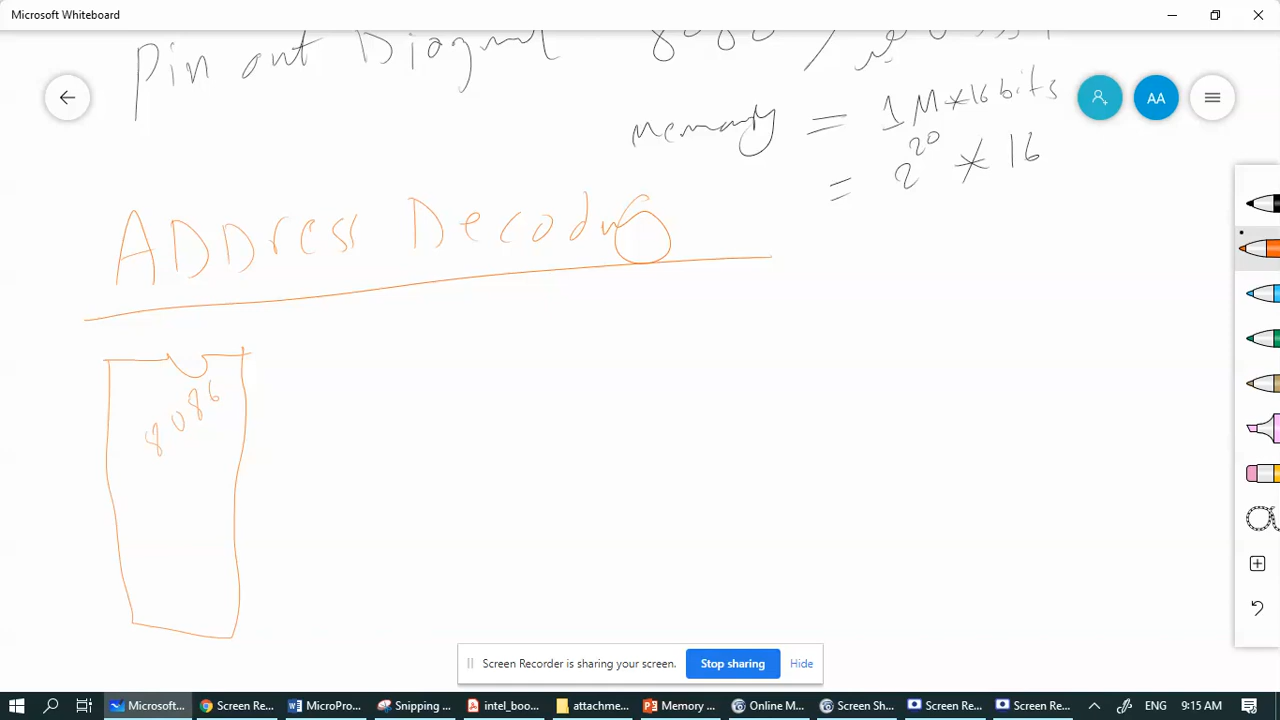 Microsoft Whiteboard
Pin out Diagram 8086 /
Memory = 1M*16 bits
= 2^20 * 16
AA
ADDress Decoding
8086
Screen Recorder is sharing your screen. Stop sharing Hide
Microsoft... Screen Re... MicroPro... Snipping ... intel_boo... attachme... Memory ... Online M... Screen Sh... Screen Re... Screen Re... ENG 9:15 AM